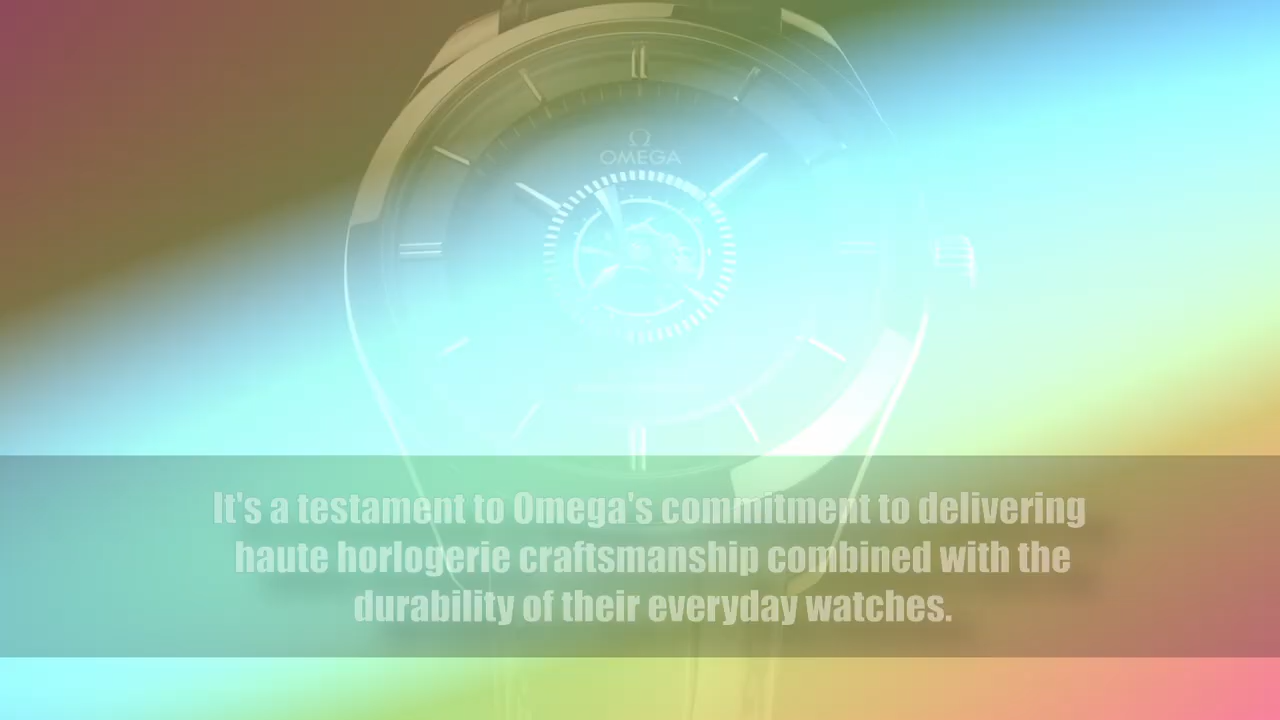 Ω
OMEGA
It's a testament to Omega's commitment to delivering
haute horlogerie craftsmanship combined with the
durability of their everyday watches.